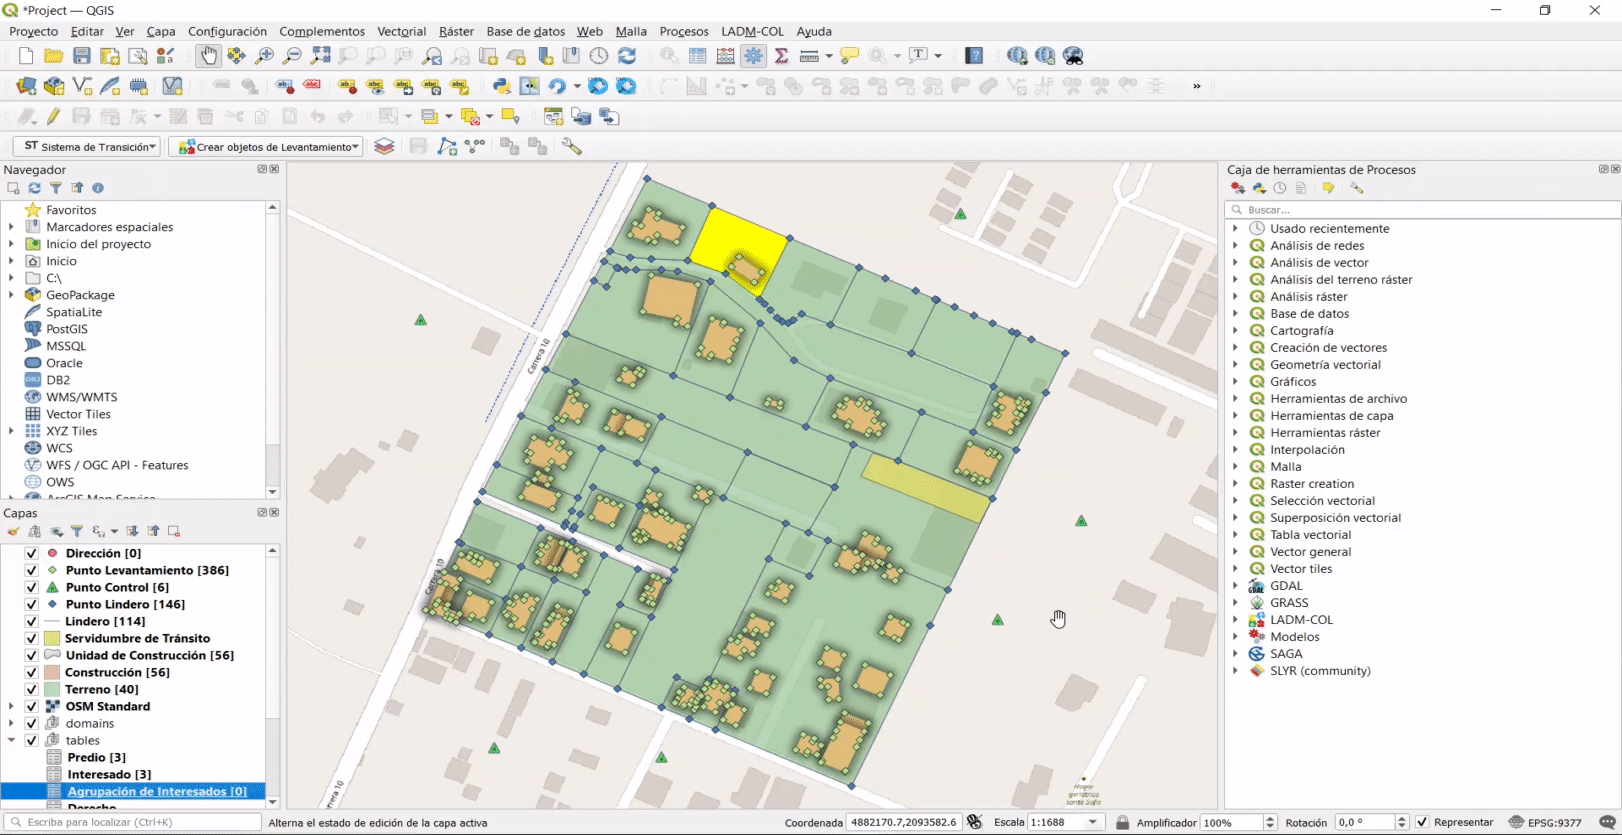 *Project — QGIS
Proyecto Editar Ver Capa Configuración Complementos Vectorial Ráster Base de datos Web Malla Procesos LADM-COL Ayuda
ST Sistema de Transición Crear objetos de Levantamiento
Navegador
Favoritos
Marcadores espaciales
Inicio del proyecto
Inicio
C:\
GeoPackage
SpatiaLite
PostGIS
MSSQL
Oracle
DB2
WMS/WMTS
Vector Tiles
XYZ Tiles
WCS
WFS / OGC API - Features
OWS
ArcGIS Map Service
Capas
Dirección [0]
Punto Levantamiento [386]
Punto Control [6]
Punto Lindero [146]
Lindero [114]
Servidumbre de Tránsito
Unidad de Construcción [56]
Construcción [56]
Terreno [40]
OSM Standard
domains
tables
Predio [3]
Interesado [3]
Agrupación de Interesados [0]
Derecho
Carrera 10
Carrera 10
Hogar
geriátrico
santa Sofia
Caja de herramientas de Procesos
Buscar...
Usado recientemente
Análisis de redes
Análisis de vector
Análisis del terreno ráster
Análisis ráster
Base de datos
Cartografía
Creación de vectores
Geometría vectorial
Gráficos
Herramientas de archivo
Herramientas de capa
Herramientas ráster
Interpolación
Malla
Raster creation
Selección vectorial
Superposición vectorial
Tabla vectorial
Vector general
Vector tiles
GDAL
GRASS
LADM-COL
Modelos
SAGA
SLYR (community)
Escriba para localizar (Ctrl+K) Alterna el estado de edición de la capa activa Coordenada 4882170.7,2093582.6 Escala 1:1688 Amplificador 100% Rotación 0,0 ° Representar EPSG:9377